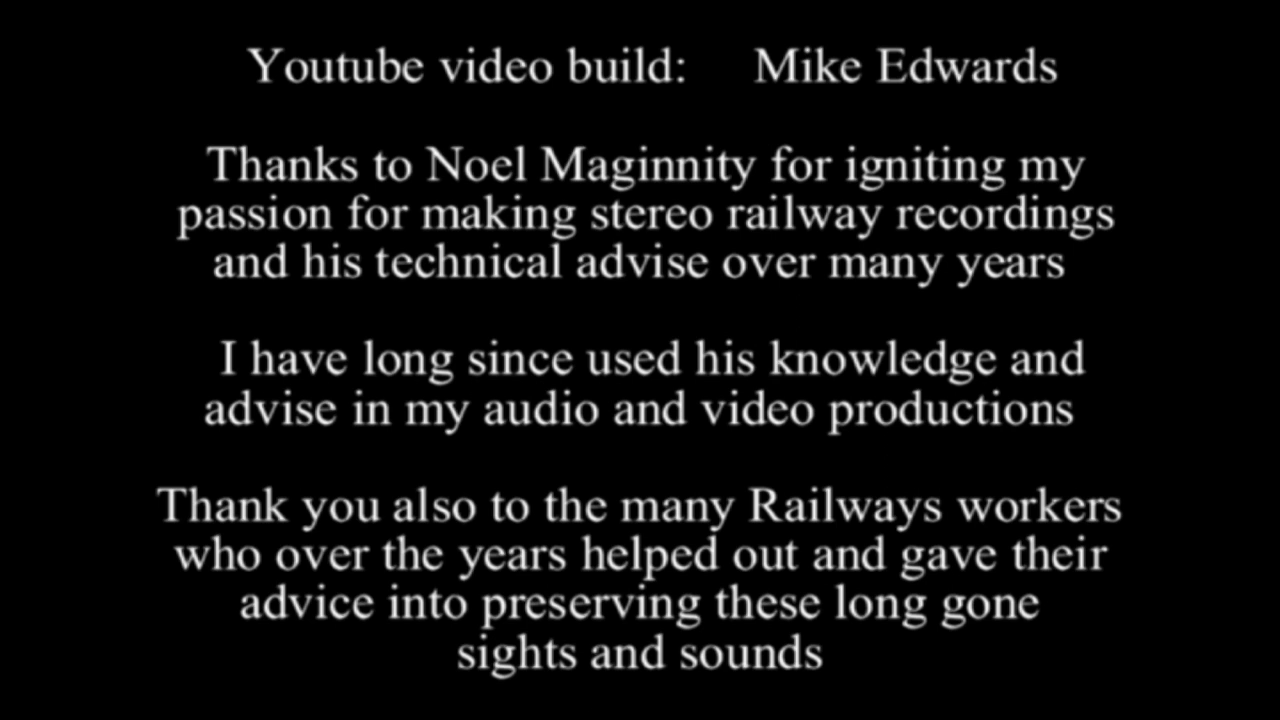 Youtube video build: Mike Edwards
Thanks to Noel Maginnity for igniting my
passion for making stereo railway recordings
and his technical advise over many years
I have long since used his knowledge and
advise in my audio and video productions
Thank you also to the many Railways workers
who over the years helped out and gave their
advice into preserving these long gone
sights and sounds